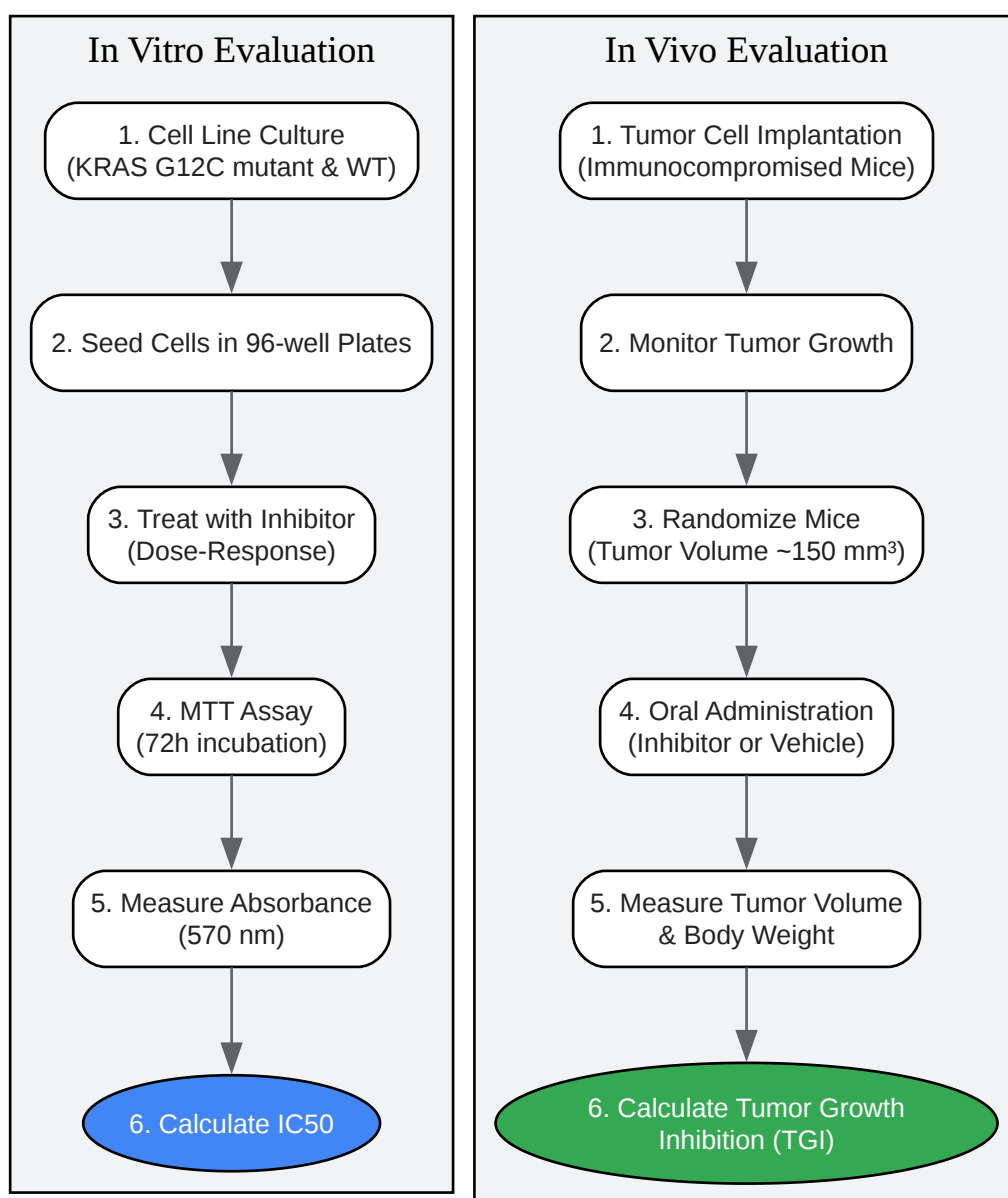 In Vitro Evaluation
1. Cell Line Culture
(KRAS G12C mutant & WT)
2. Seed Cells in 96-well Plates
3. Treat with Inhibitor
(Dose-Response)
4. MTT Assay
(72h incubation)
5. Measure Absorbance
(570 nm)
6. Calculate IC50
In Vivo Evaluation
1. Tumor Cell Implantation
(Immunocompromised Mice)
2. Monitor Tumor Growth
3. Randomize Mice
(Tumor Volume ~150 mm³)
4. Oral Administration
(Inhibitor or Vehicle)
5. Measure Tumor Volume
& Body Weight
6. Calculate Tumor Growth
Inhibition (TGI)